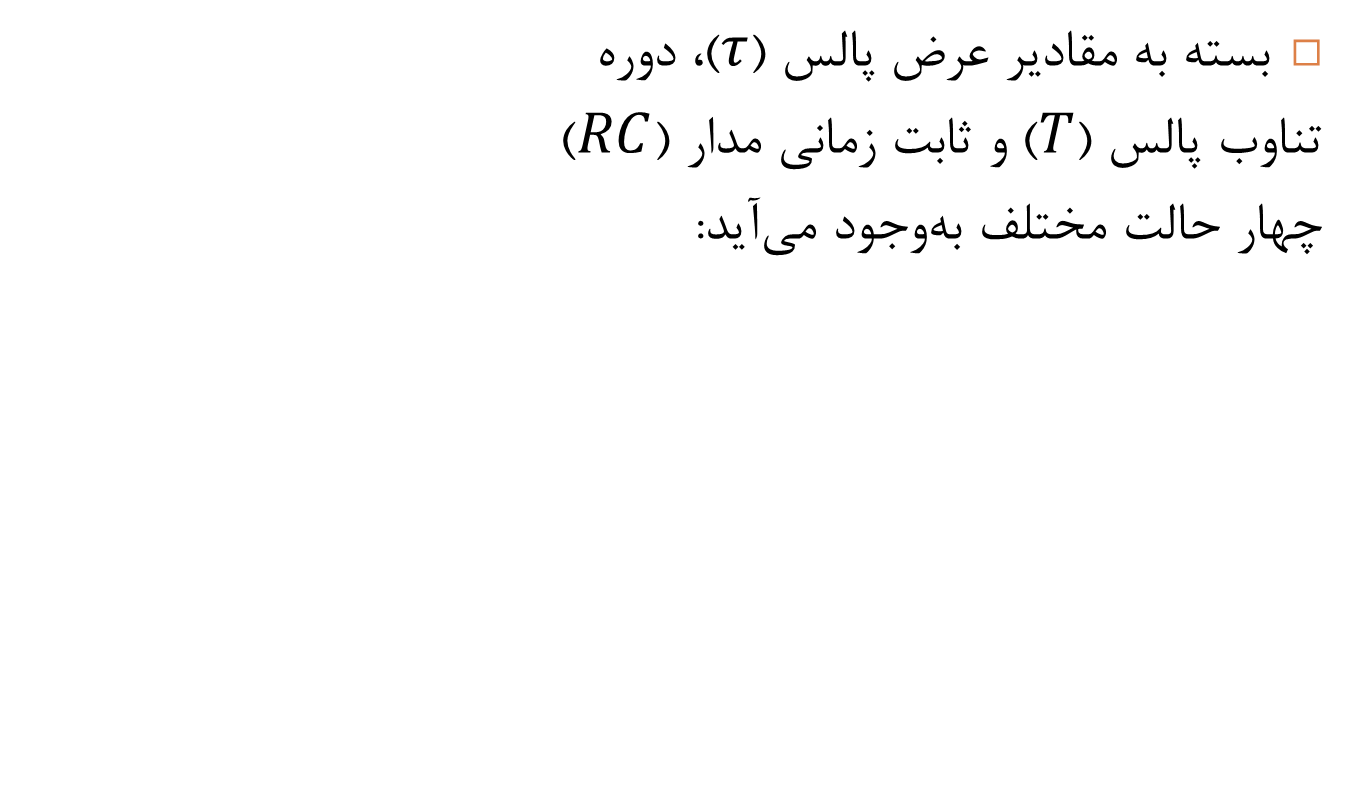 بسته به مقادیر عرض پالس (τ)، دوره
تناوب پالس (T) و ثابت زمانی مدار (RC)
چهار حالت مختلف به‌وجود می‌آید: